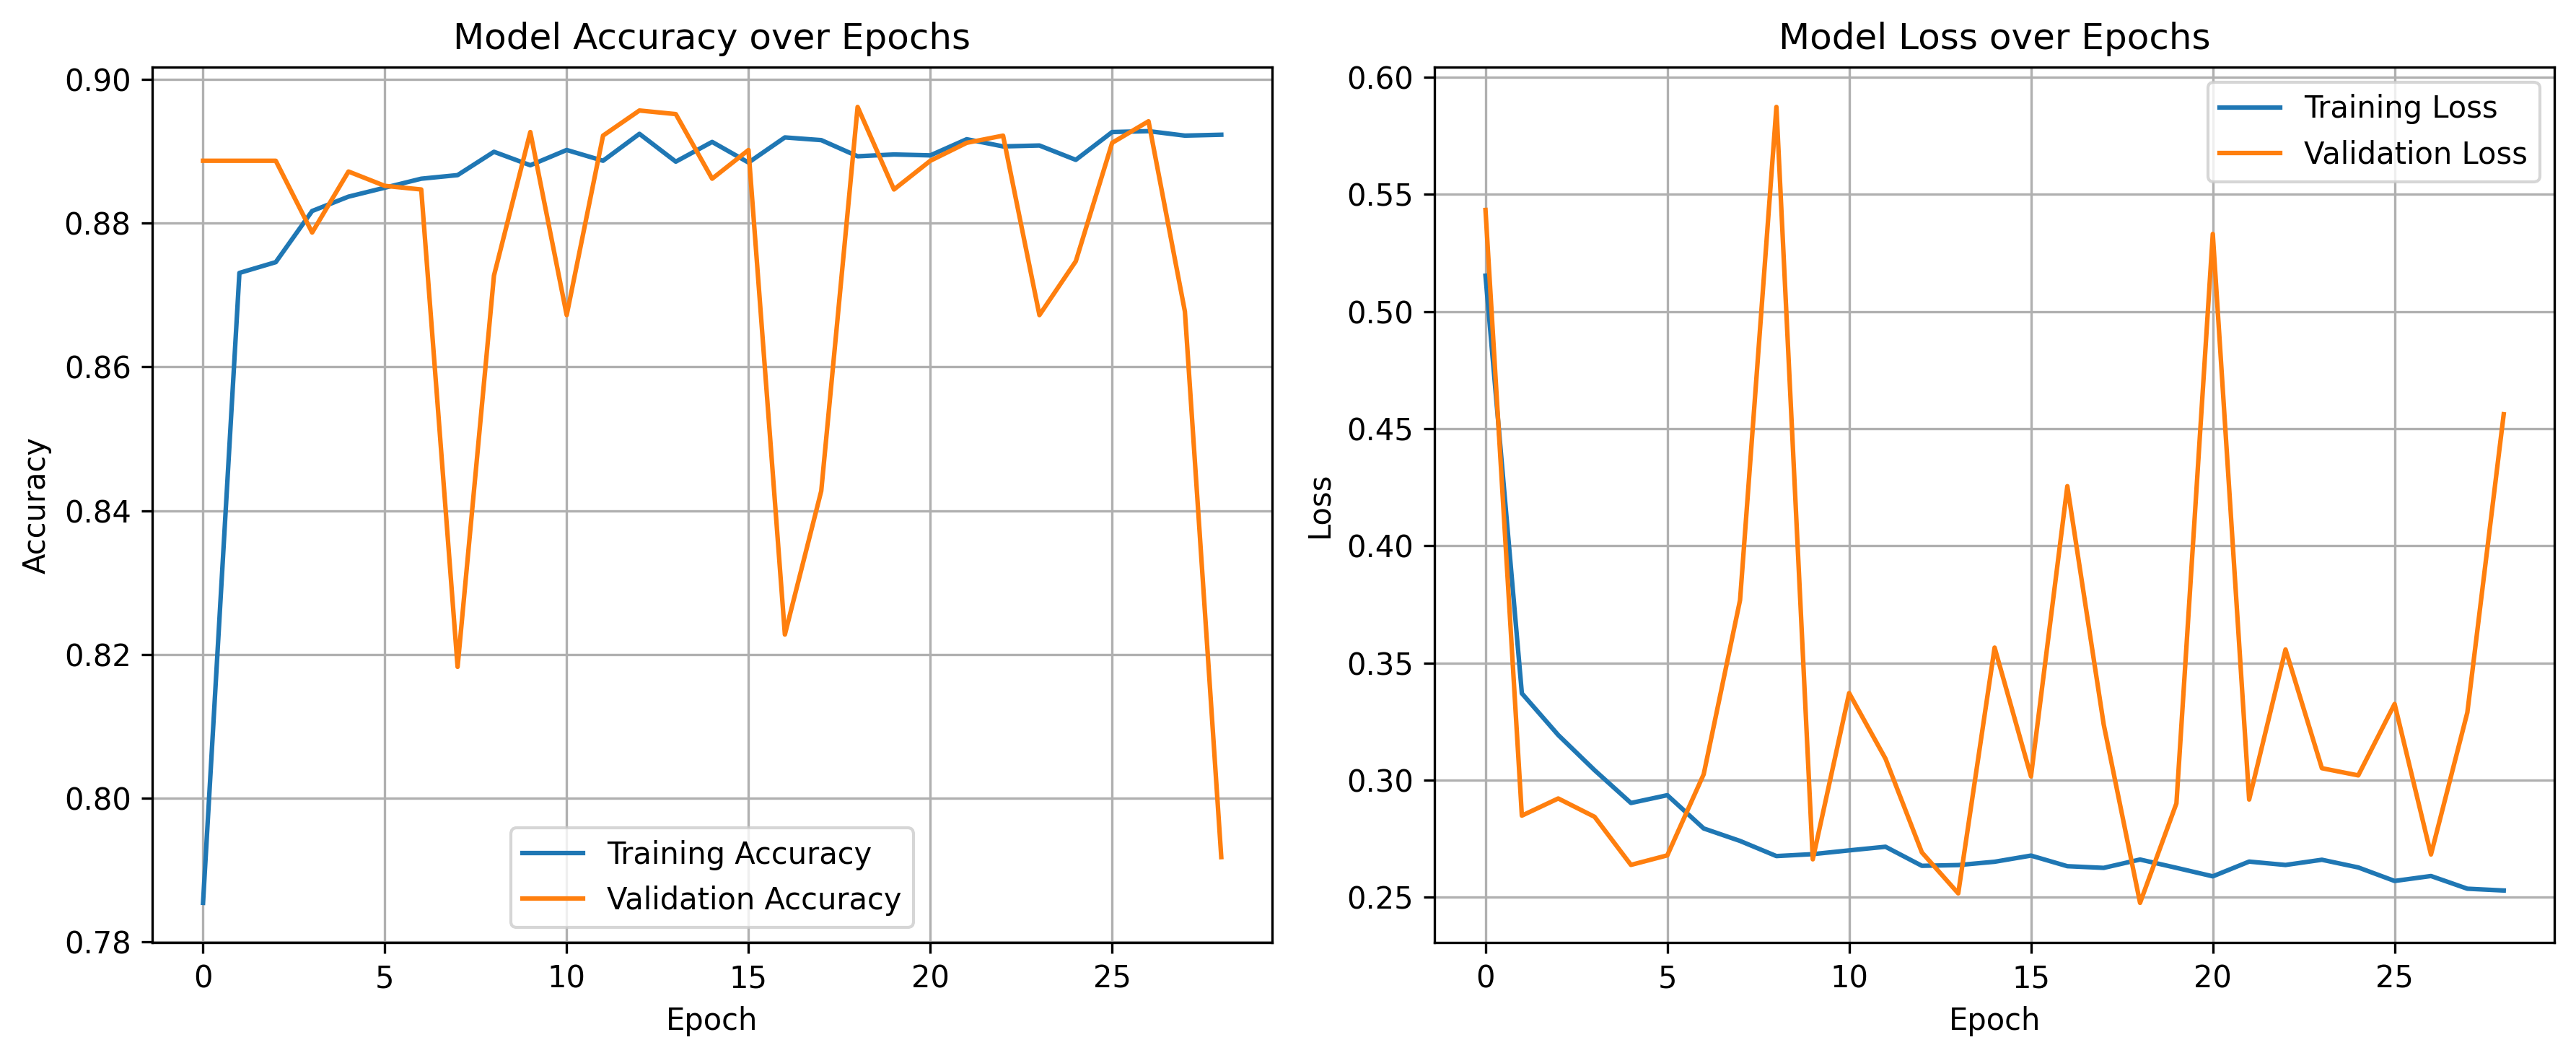 Model Accuracy over Epochs
Accuracy
0.90
0.88
0.86
0.84
0.82
0.80
0.78
0 5 10 15 20 25
Epoch
Training Accuracy
Validation Accuracy
Model Loss over Epochs
Loss
0.60
0.55
0.50
0.45
0.40
0.35
0.30
0.25
0 5 10 15 20 25
Epoch
Training Loss
Validation Loss